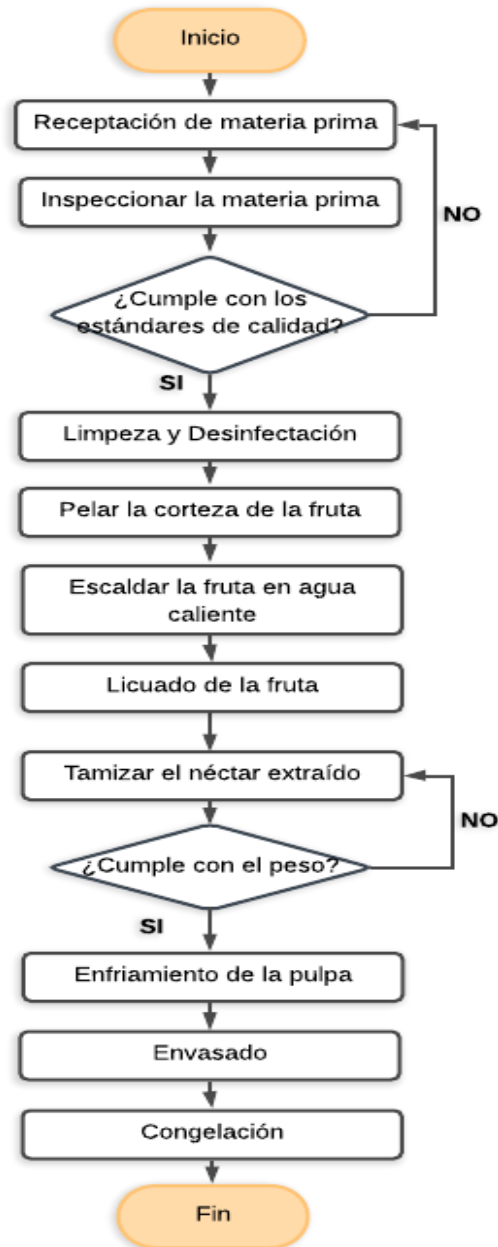 Inicio
Receptación de materia prima
Inspeccionar la materia prima
NO
¿Cumple con los
estándares de calidad?
SI
Limpeza y Desinfectación
Pelar la corteza de la fruta
Escaldar la fruta en agua
caliente
Licuado de la fruta
Tamizar el néctar extraído
NO
¿Cumple con el peso?
SI
Enfriamiento de la pulpa
Envasado
Congelación
Fin